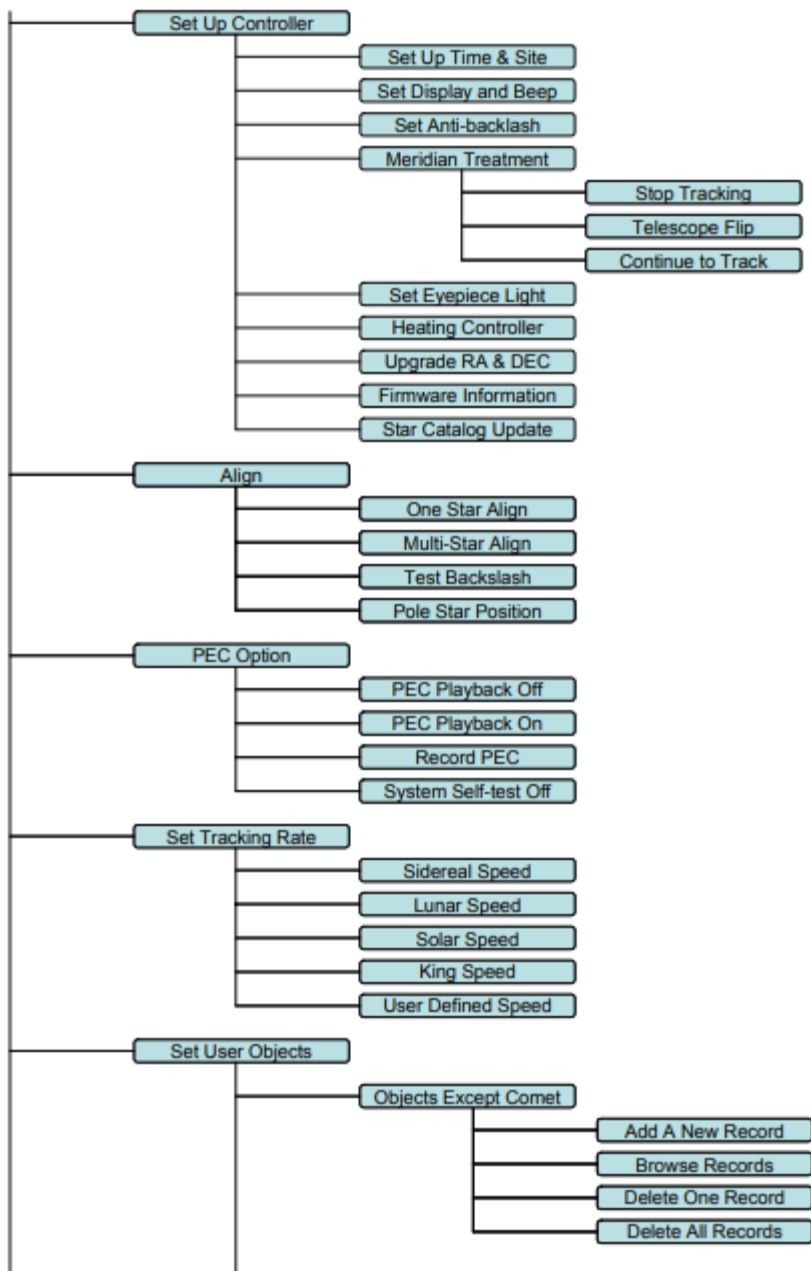 Set Up Controller
Set Up Time & Site
Set Display and Beep
Set Anti-backlash
Meridian Treatment
Stop Tracking
Telescope Flip
Continue to Track
Set Eyepiece Light
Heating Controller
Upgrade RA & DEC
Firmware Information
Star Catalog Update
Align
One Star Align
Multi-Star Align
Test Backslash
Pole Star Position
PEC Option
PEC Playback Off
PEC Playback On
Record PEC
System Self-test Off
Set Tracking Rate
Sidereal Speed
Lunar Speed
Solar Speed
King Speed
User Defined Speed
Set User Objects
Objects Except Comet
Add A New Record
Browse Records
Delete One Record
Delete All Records